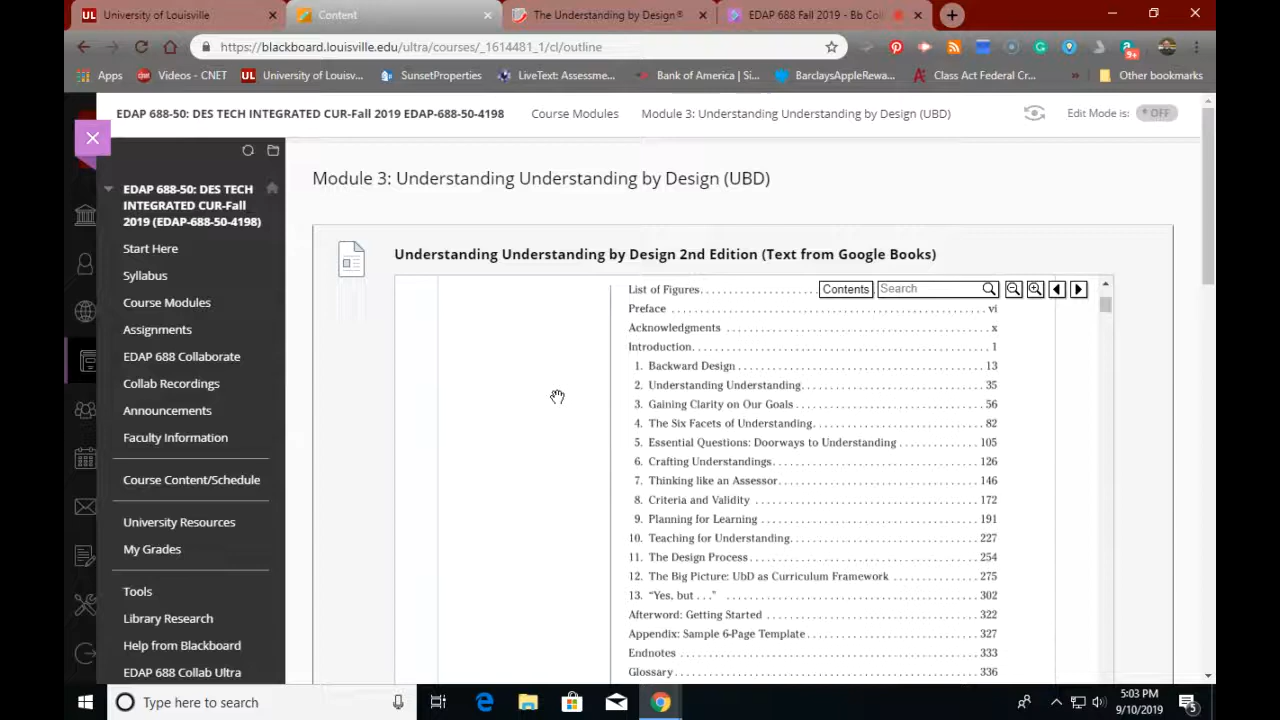 University of Louisville
Content
The Understanding by Design®
EDAP 688 Fall 2019 - Bb Coll
https://blackboard.louisville.edu/ultra/courses/_1614481_1/cl/outline
9+
Apps
Videos - CNET
University of Louisv...
SunsetProperties
LiveText: Assessme...
Bank of America | Si...
BarclaysAppleRewa...
Class Act Federal Cr...
»
Other bookmarks
EDAP 688-50: DES TECH INTEGRATED CUR-Fall 2019 EDAP-688-50-4198
Course Modules
Module 3: Understanding Understanding by Design (UBD)
Edit Mode is:
OFF
EDAP 688-50: DES TECH
INTEGRATED CUR-Fall
2019 (EDAP-688-50-4198)
Start Here
Syllabus
Course Modules
Assignments
EDAP 688 Collaborate
Collab Recordings
Announcements
Faculty Information
Course Content/Schedule
University Resources
My Grades
Tools
Library Research
Help from Blackboard
EDAP 688 Collab Ultra
Module 3: Understanding Understanding by Design (UBD)
Understanding Understanding by Design 2nd Edition (Text from Google Books)
Contents
Search
List of Figures
Preface vi
Acknowledgments x
Introduction 1
1. Backward Design 13
2. Understanding Understanding 35
3. Gaining Clarity on Our Goals 56
4. The Six Facets of Understanding 82
5. Essential Questions: Doorways to Understanding 105
6. Crafting Understandings 126
7. Thinking like an Assessor 146
8. Criteria and Validity 172
9. Planning for Learning 191
10. Teaching for Understanding 227
11. The Design Process 254
12. The Big Picture: UbD as Curriculum Framework 275
13. “Yes, but . . .” 302
Afterword: Getting Started 322
Appendix: Sample 6-Page Template 327
Endnotes 333
Glossary 336
Type here to search
5:03 PM
9/10/2019
5